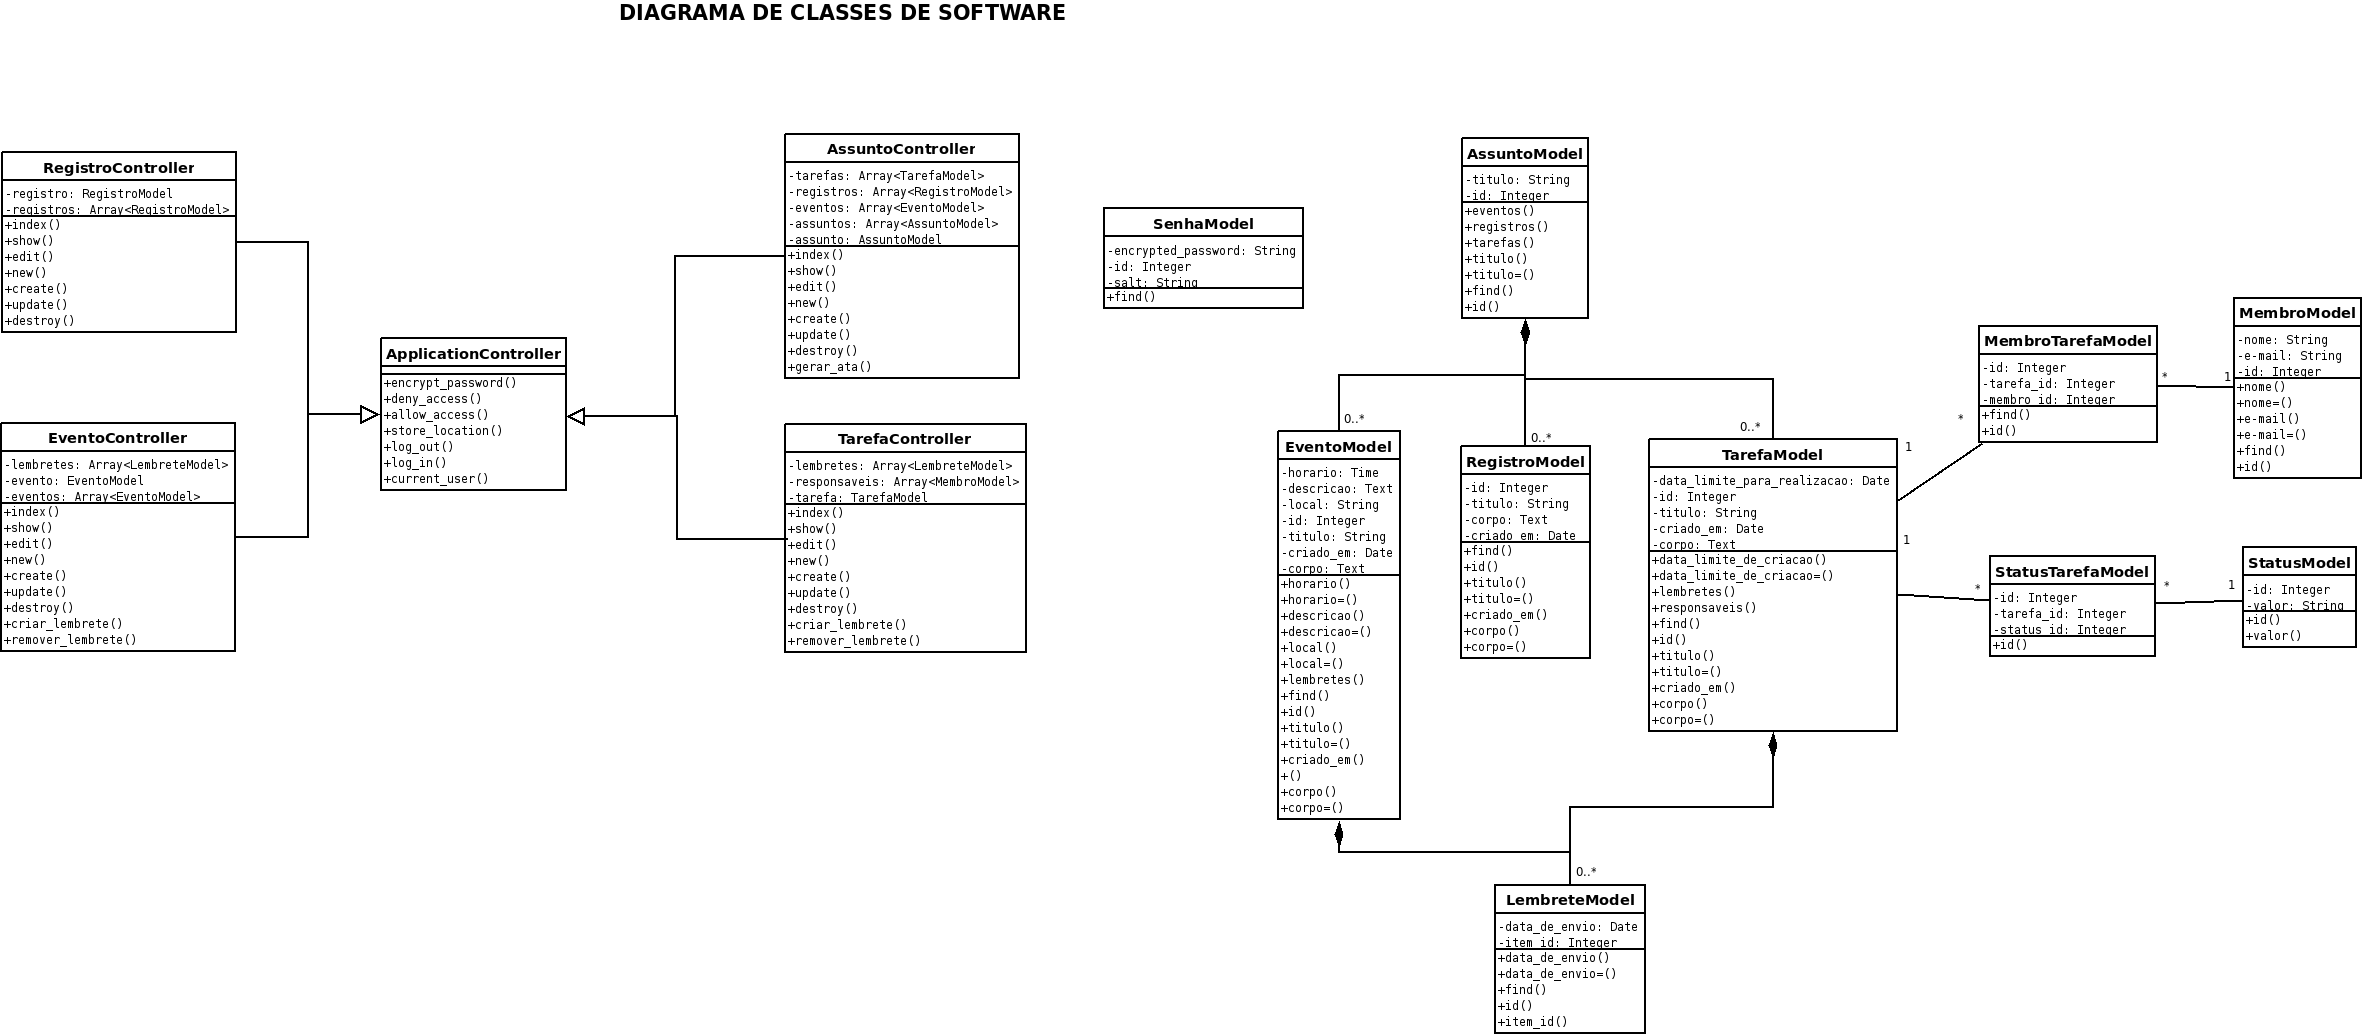 DIAGRAMA DE CLASSES DE SOFTWARE
RegistroController
-registro: RegistroModel
-registros: Array<RegistroModel>
+index()
+show()
+edit()
+new()
+create()
+update()
+destroy()
EventoController
-lembretes: Array<LembreteModel>
-evento: EventoModel
-eventos: Array<EventoModel>
+index()
+show()
+edit()
+new()
+create()
+update()
+destroy()
+criar_lembrete()
+remover_lembrete()
ApplicationController
+encrypt_password()
+deny_access()
+allow_access()
+store_location()
+log_out()
+log_in()
+current_user()
AssuntoController
-tarefas: Array<TarefaModel>
-registros: Array<RegistroModel>
-eventos: Array<EventoModel>
-assuntos: Array<AssuntoModel>
-assunto: AssuntoModel
+index()
+show()
+edit()
+new()
+create()
+update()
+destroy()
+gerar_ata()
TarefaController
-lembretes: Array<LembreteModel>
-responsaveis: Array<MembroModel>
-tarefa: TarefaModel
+index()
+show()
+edit()
+new()
+create()
+update()
+destroy()
+criar_lembrete()
+remover_lembrete()
SenhaModel
-encrypted_password: String
-id: Integer
-salt: String
+find()
AssuntoModel
-titulo: String
-id: Integer
+eventos()
+registros()
+tarefas()
+titulo()
+titulo=()
+find()
+id()
0..*
0..*
0..*
EventoModel
-horario: Time
-descricao: Text
-local: String
-id: Integer
-titulo: String
-criado_em: Date
-corpo: Text
+horario()
+horario=()
+descricao()
+descricao=()
+local()
+local=()
+lembretes()
+find()
+id()
+titulo()
+titulo=()
+criado_em()
+()
+corpo()
+corpo=()
RegistroModel
-id: Integer
-titulo: String
-corpo: Text
-criado_em: Date
+find()
+id()
+titulo()
+titulo=()
+criado_em()
+corpo()
+corpo=()
TarefaModel
-data_limite_para_realizacao: Date
-id: Integer
-titulo: String
-criado_em: Date
-corpo: Text
+data_limite_de_criacao()
+data_limite_de_criacao=()
+lembretes()
+responsaveis()
+find()
+id()
+titulo()
+titulo=()
+criado_em()
+corpo()
+corpo=()
1
*
MembroTarefaModel
-id: Integer
-tarefa_id: Integer
-membro_id: Integer
+find()
+id()
*
1
MembroModel
-nome: String
-e-mail: String
-id: Integer
+nome()
+nome=()
+e-mail()
+e-mail=()
+find()
+id()
1
*
StatusTarefaModel
-id: Integer
-tarefa_id: Integer
-status_id: Integer
+id()
*
1
StatusModel
-id: Integer
-valor: String
+id()
+valor()
0..*
LembreteModel
-data_de_envio: Date
-item_id: Integer
+data_de_envio()
+data_de_envio=()
+find()
+id()
+item_id()